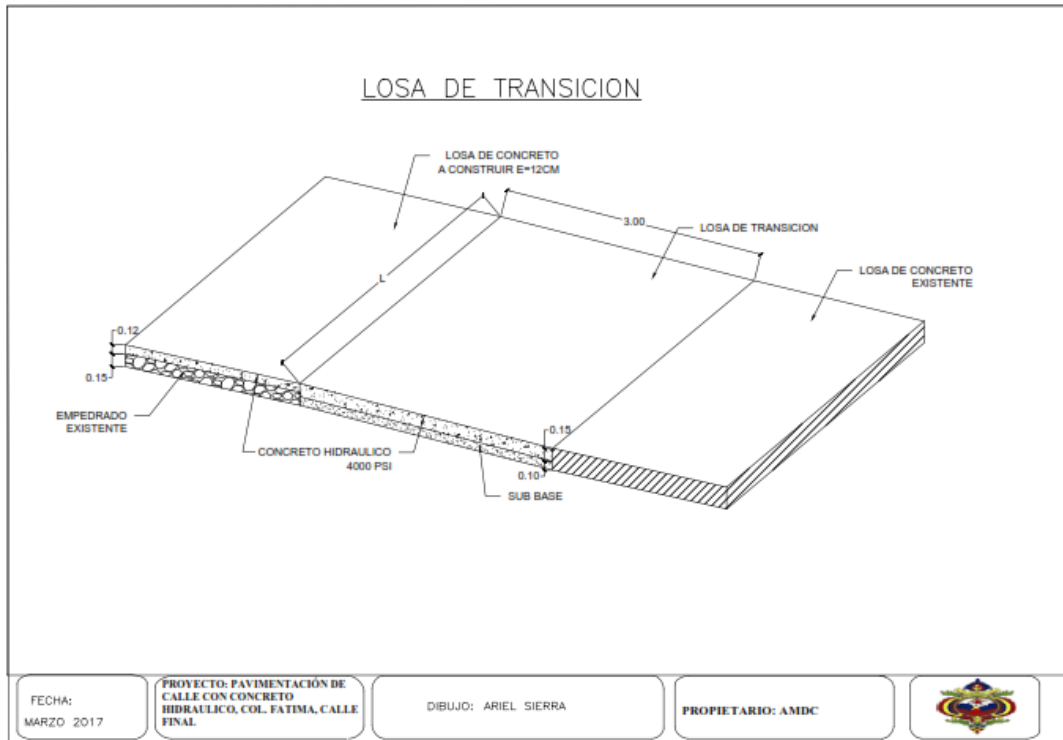 LOSA DE TRANSICION
LOSA DE CONCRETO
A CONSTRUIR E=12CM
3.00
LOSA DE TRANSICION
LOSA DE CONCRETO
EXISTENTE
L
0.12
0.15
EMPEDRADO
EXISTENTE
CONCRETO HIDRAULICO
4000 PSI
0.15
0.10
SUB BASE
FECHA:
MARZO 2017
PROYECTO: PAVIMENTACIÓN DE
CALLE CON CONCRETO
HIDRAULICO, COL. FATIMA, CALLE
FINAL
DIBUJO: ARIEL SIERRA
PROPIETARIO: AMDC